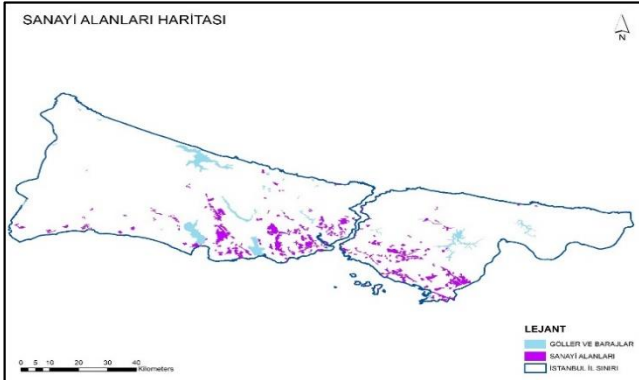 SANAYİ ALANLARI HARİTASI
N
LEJANT
GÖLLER VE BARAJLAR
SANAYİ ALANLARI
İSTANBUL İL SINIRI
0 5 10 20 30 40
Kilometers